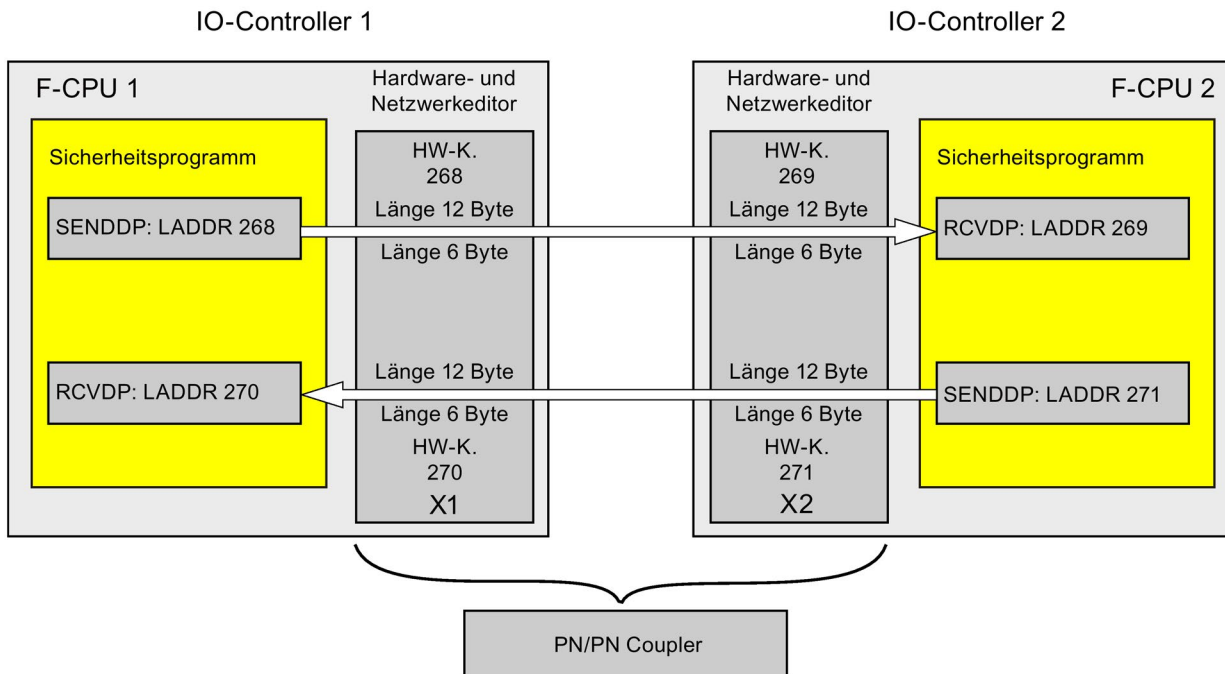 IO-Controller 1
IO-Controller 2
F-CPU 1
Hardware- und
Netzwerkeditor
Hardware- und
Netzwerkeditor
F-CPU 2
Sicherheitsprogramm
HW-K.
268
HW-K.
269
Sicherheitsprogramm
SENDDP: LADDR 268
Länge 12 Byte
Länge 6 Byte
Länge 12 Byte
Länge 6 Byte
RCVDP: LADDR 269
RCVDP: LADDR 270
Länge 12 Byte
Länge 6 Byte
Länge 12 Byte
Länge 6 Byte
SENDDP: LADDR 271
HW-K.
270
X1
HW-K.
271
X2
PN/PN Coupler